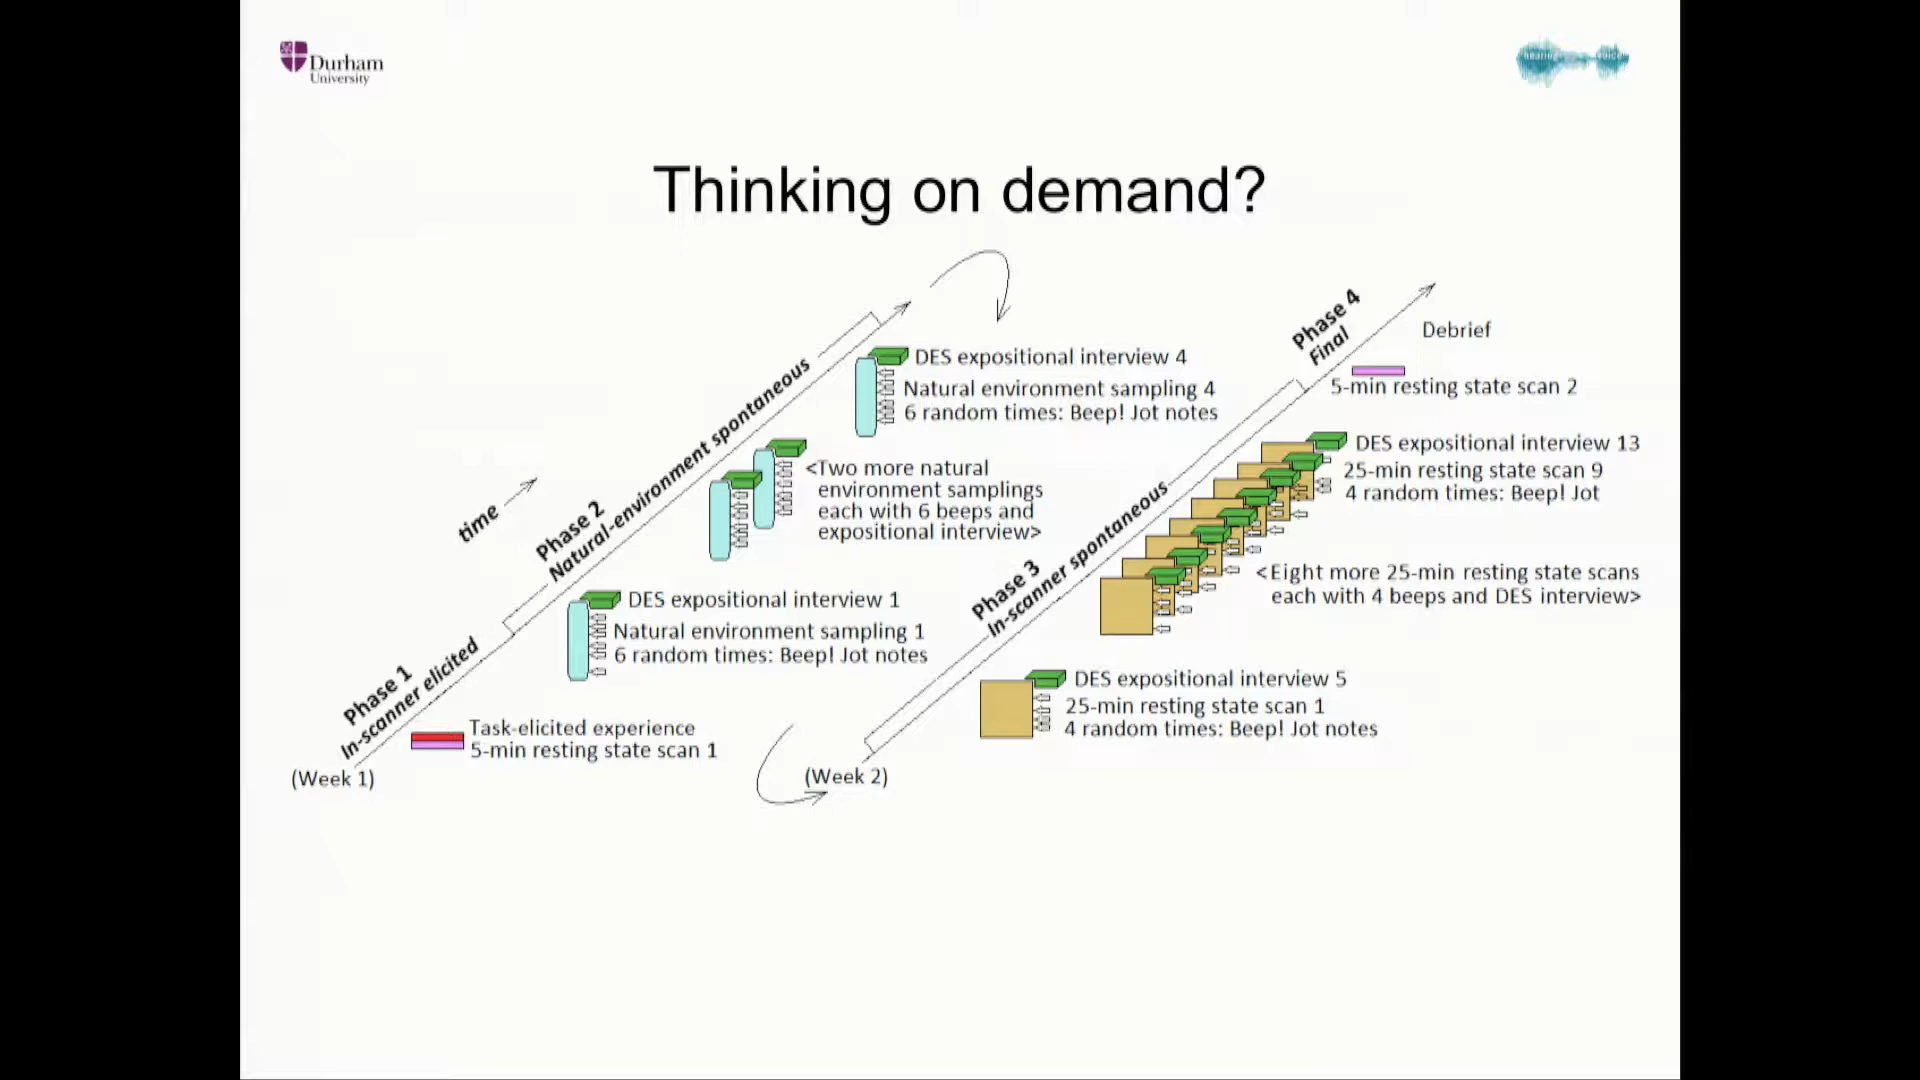 Durham
University
hearing the voice
Thinking on demand?
time
Phase 1
In-scanner elicited
(Week 1)
Task-elicited experience
5-min resting state scan 1
Phase 2
Natural-environment spontaneous
DES expositional interview 1
Natural environment sampling 1
6 random times: Beep! Jot notes
<Two more natural
environment samplings
each with 6 beeps and
expositional interview>
DES expositional interview 4
Natural environment sampling 4
6 random times: Beep! Jot notes
(Week 2)
Phase 3
In-scanner spontaneous
DES expositional interview 5
25-min resting state scan 1
4 random times: Beep! Jot notes
<Eight more 25-min resting state scans
each with 4 beeps and DES interview>
DES expositional interview 13
25-min resting state scan 9
4 random times: Beep! Jot
Phase 4
Final
5-min resting state scan 2
Debrief